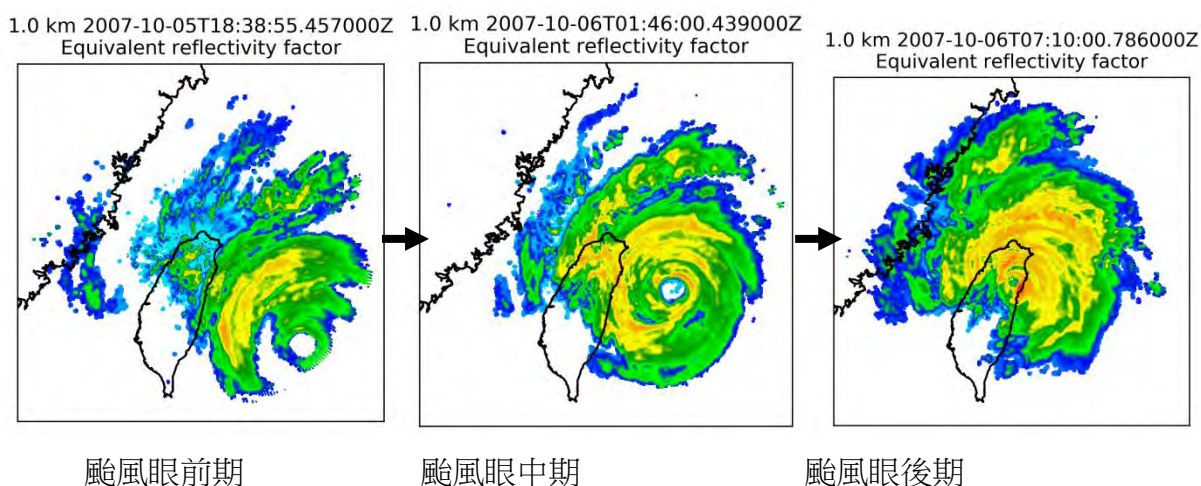 1.0 km 2007-10-05T18:38:55.457000Z
Equivalent reflectivity factor
1.0 km 2007-10-06T01:46:00.439000Z
Equivalent reflectivity factor
1.0 km 2007-10-06T07:10:00.786000Z
Equivalent reflectivity factor
颱風眼前期
颱風眼中期
颱風眼後期